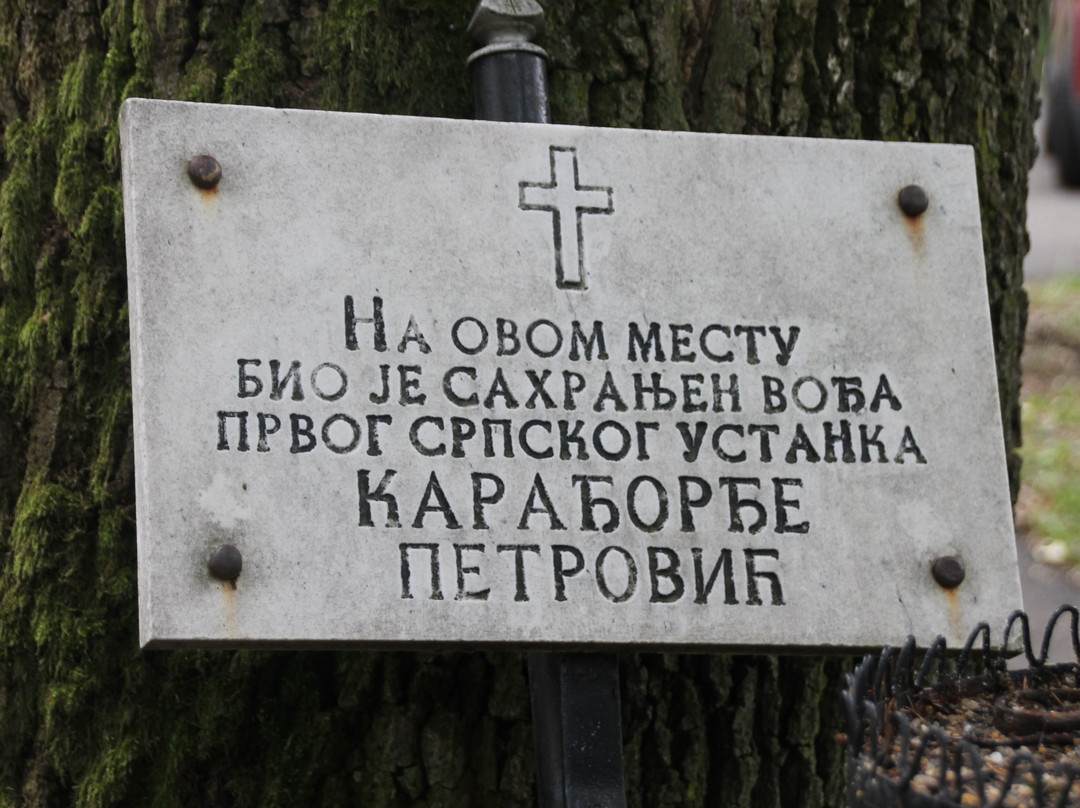 На овом месту
био је сахрањен вођа
првог српског устанка
Карађорђе
Петровић